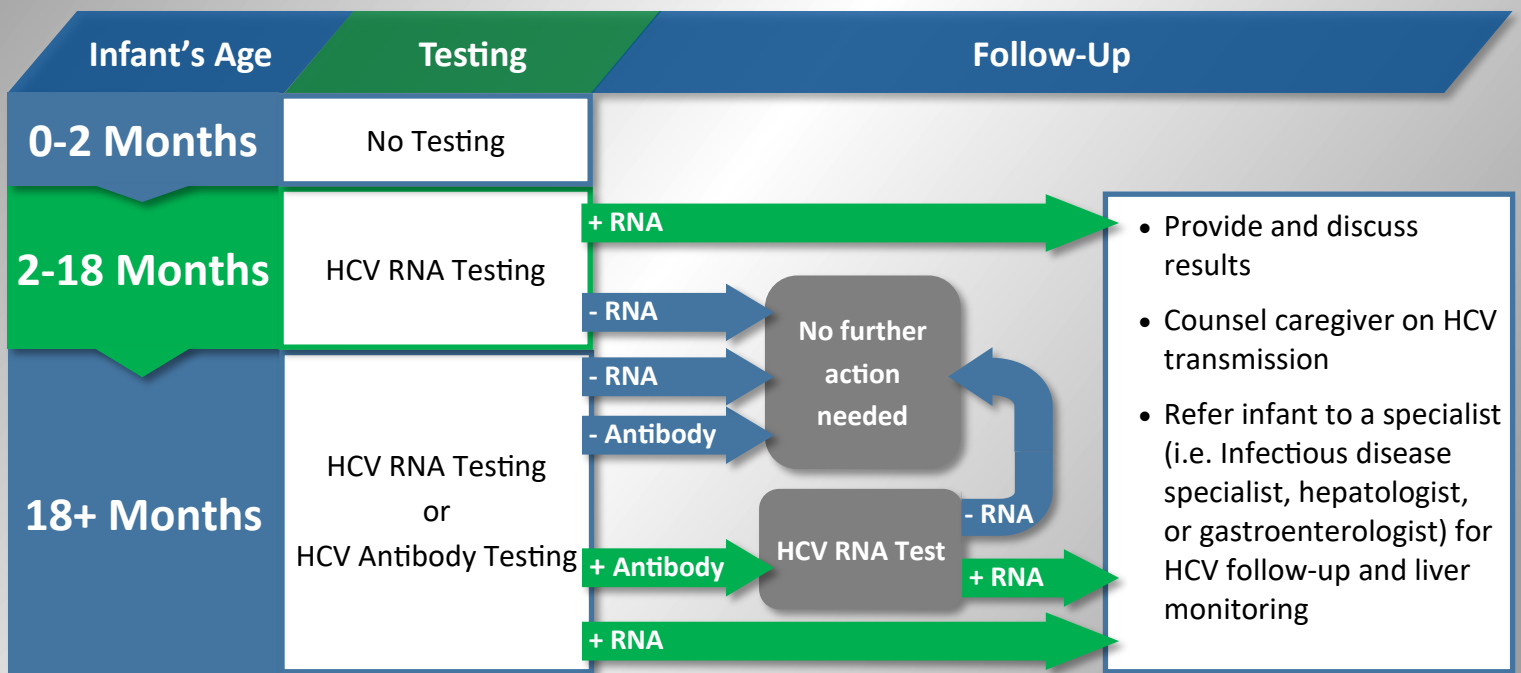 Infant's Age
Testing
Follow-Up
0-2 Months
No Testing
2-18 Months
HCV RNA Testing
+ RNA
- RNA
18+ Months
HCV RNA Testing
or
HCV Antibody Testing
- RNA
- Antibody
+ Antibody
+ RNA
No further
action
needed
HCV RNA Test
- RNA
+ RNA
• Provide and discuss
results
• Counsel caregiver on HCV
transmission
• Refer infant to a specialist
(i.e. Infectious disease
specialist, hepatologist,
or gastroenterologist) for
HCV follow-up and liver
monitoring